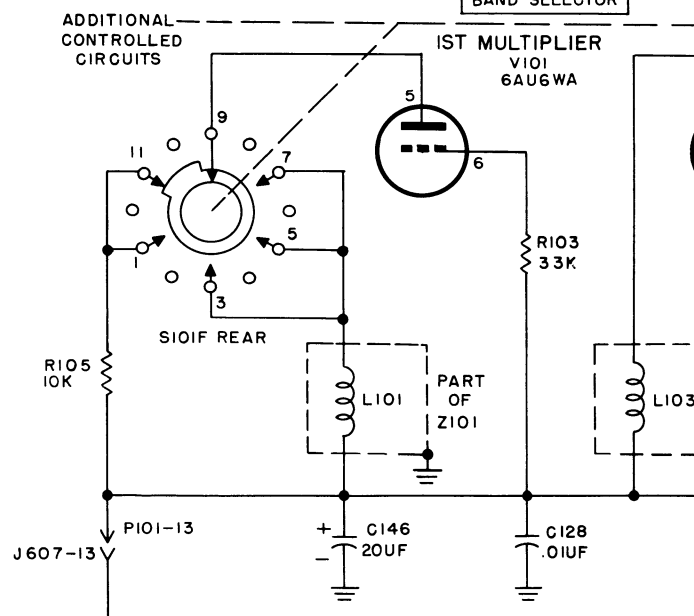 BAND SELECTOR
ADDITIONAL
CONTROLLED
CIRCUITS
1ST MULTIPLIER
V101
6AU6WA
5
9
11
7
6
5
1
3
R103
33K
S101F REAR
R105
10K
L101
PART
OF
Z101
L103
P101-13
J607-13
+
C146
20UF
–
C128
.01UF